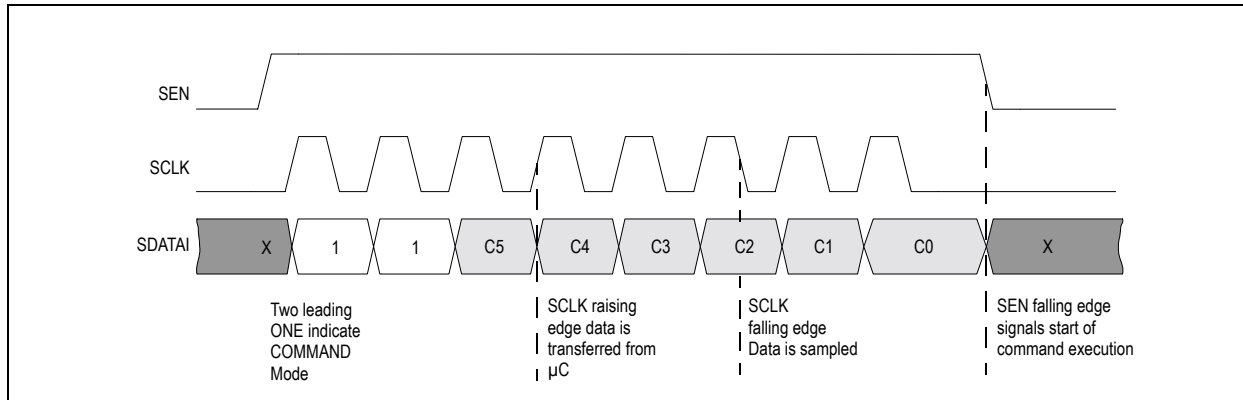 SEN
SCLK
SDATAI
X 1 1 C5 C4 C3 C2 C1 C0 X
Two leading
ONE indicate
COMMAND
Mode
SCLK raising
edge data is
transferred from
µC
SCLK
falling edge
Data is sampled
SEN falling edge
signals start of
command execution